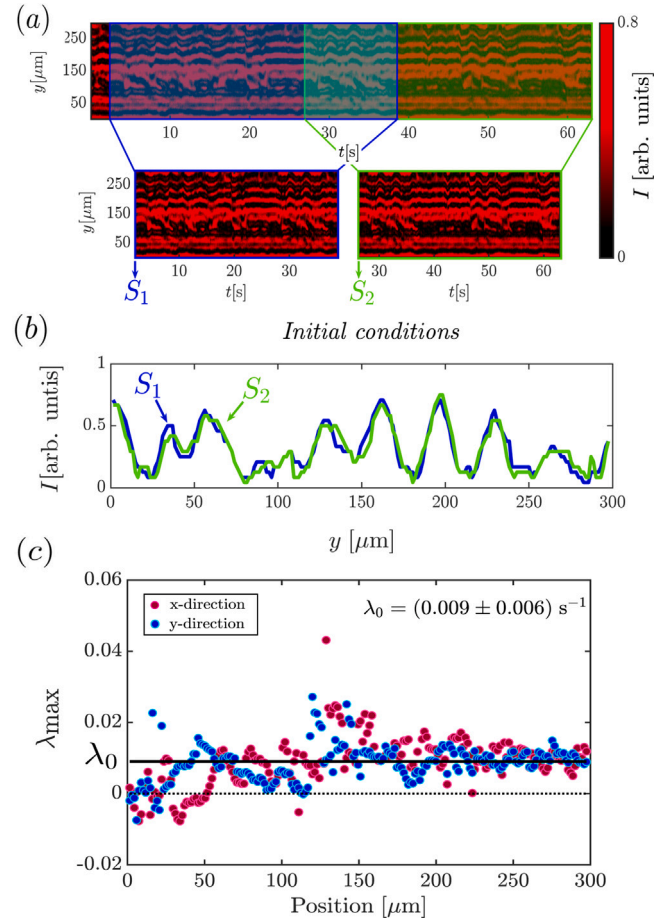 (a)
300
150
50
y[μm]
10
20
30
40
50
60
t[s]
0.8
0
I [arb. units]
300
150
50
y[μm]
10
20
30
30
40
50
60
S1
t[s]
S2
t[s]
(b)
Initial conditions
1
0.5
0
I[arb. untis]
S1
S2
0
50
100
150
200
250
300
y [μm]
(c)
0.06
0.04
0.02
λ0
0
-0.02
λmax
x-direction
y-direction
λ0 = (0.009 ± 0.006) s−1
0
50
100
150
200
250
300
Position [μm]